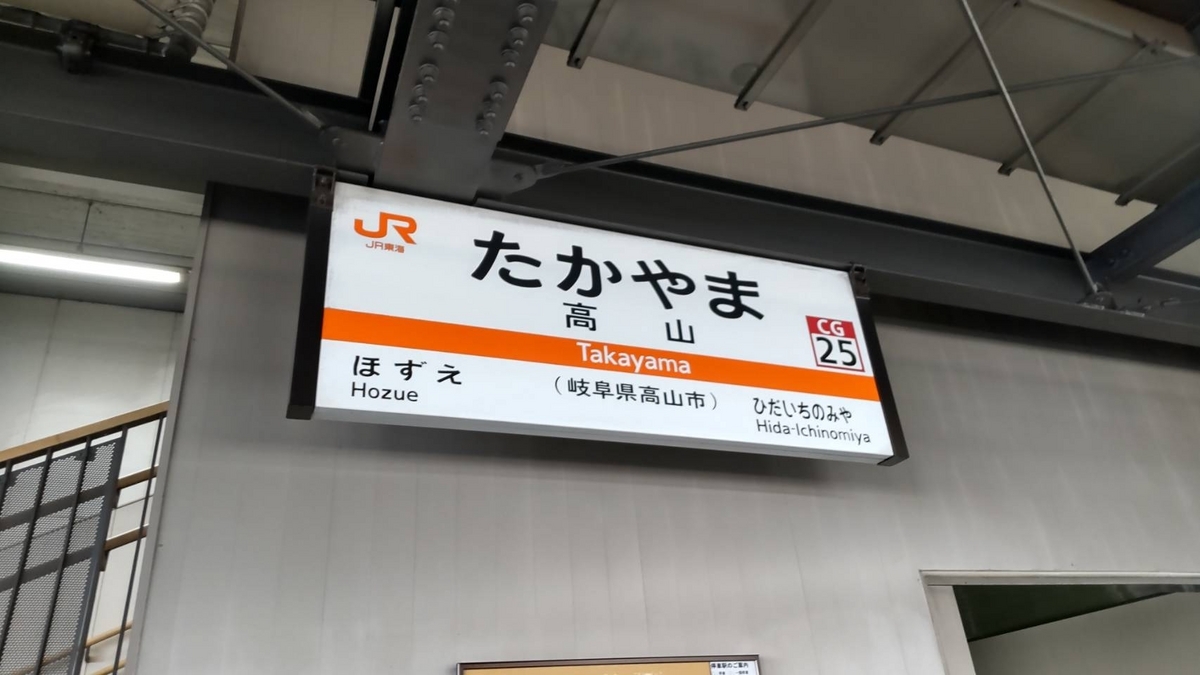 JR
JR東海
たかやま
高山
CG
25
Takayama
ほずえ
Hozue
(岐阜県高山市)
ひだいちのみや
Hida-Ichinomiya